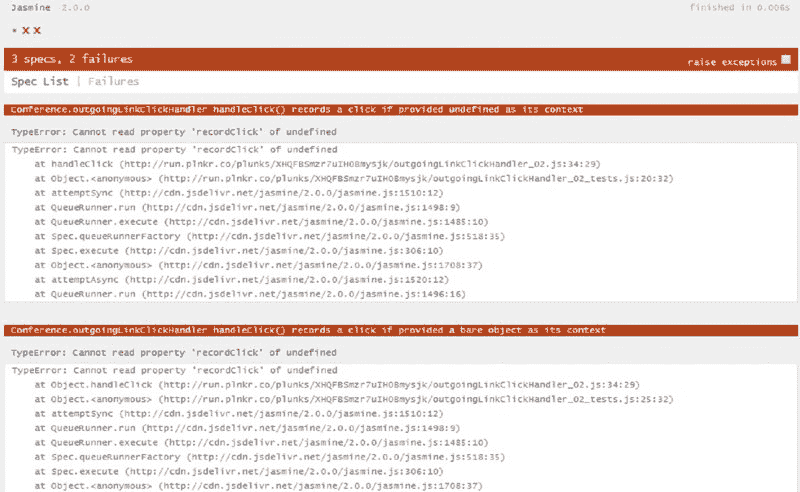 Jasmine 2.0.0
finished in 0.006s
• x x
3 specs, 2 failures
raise exceptions
Spec List | Failures
Conference.outgoingLinkClickHandler handleClick() records a click if provided undefined as its context
TypeError: Cannot read property 'recordClick' of undefined
TypeError: Cannot read property 'recordClick' of undefined
at handleClick (http://run.plnkr.co/plunks/XHQFBSmzr7uIHOBmysjk/outgoingLinkClickHandler_02.js:34:29)
at Object.<anonymous> (http://run.plnkr.co/plunks/XHQFBSmzr7uIHOBmysjk/outgoingLinkClickHandler_02_tests.js:20:32)
at attemptSync (http://cdn.jsdelivr.net/jasmine/2.0.0/jasmine.js:1510:12)
at QueueRunner.run (http://cdn.jsdelivr.net/jasmine/2.0.0/jasmine.js:1498:9)
at QueueRunner.execute (http://cdn.jsdelivr.net/jasmine/2.0.0/jasmine.js:1485:10)
at Spec.queueRunnerFactory (http://cdn.jsdelivr.net/jasmine/2.0.0/jasmine.js:518:35)
at Spec.execute (http://cdn.jsdelivr.net/jasmine/2.0.0/jasmine.js:306:10)
at Object.<anonymous> (http://cdn.jsdelivr.net/jasmine/2.0.0/jasmine.js:1708:37)
at attemptAsync (http://cdn.jsdelivr.net/jasmine/2.0.0/jasmine.js:1520:12)
at QueueRunner.run (http://cdn.jsdelivr.net/jasmine/2.0.0/jasmine.js:1496:16)
Conference.outgoingLinkClickHandler handleClick() records a click if provided a bare object as its context
TypeError: Cannot read property 'recordClick' of undefined
TypeError: Cannot read property 'recordClick' of undefined
at Object.handleClick (http://run.plnkr.co/plunks/XHQFBSmzr7uIHOBmysjk/outgoingLinkClickHandler_02.js:34:29)
at Object.<anonymous> (http://run.plnkr.co/plunks/XHQFBSmzr7uIHOBmysjk/outgoingLinkClickHandler_02_tests.js:25:32)
at attemptSync (http://cdn.jsdelivr.net/jasmine/2.0.0/jasmine.js:1510:12)
at QueueRunner.run (http://cdn.jsdelivr.net/jasmine/2.0.0/jasmine.js:1498:9)
at QueueRunner.execute (http://cdn.jsdelivr.net/jasmine/2.0.0/jasmine.js:1485:10)
at Spec.queueRunnerFactory (http://cdn.jsdelivr.net/jasmine/2.0.0/jasmine.js:518:35)
at Spec.execute (http://cdn.jsdelivr.net/jasmine/2.0.0/jasmine.js:306:10)
at Object.<anonymous> (http://cdn.jsdelivr.net/jasmine/2.0.0/jasmine.js:1708:37)